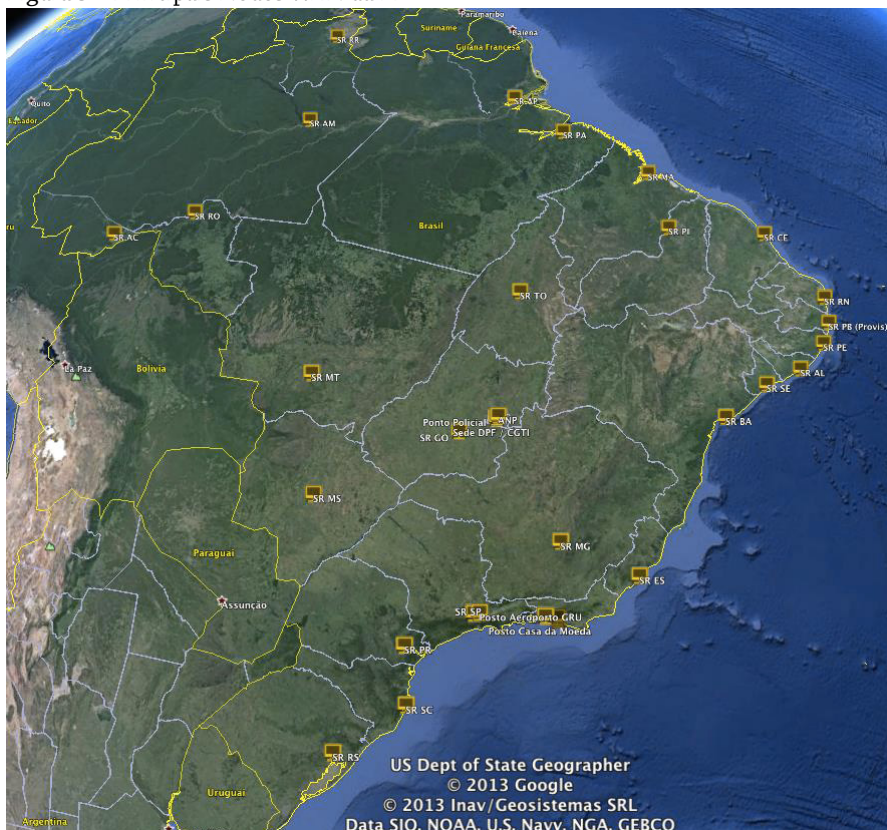 Paramaribo
Suriname
Caiena
Guiana Francesa
SR RR
Quito
SR AP
SR AM
SR PA
SR MA
SR RO
SR AC
Brasil
SR PI
SR CE
SR TO
SR RN
SR PB (Provis)
SR PE
La Paz
Bolívia
SR MT
SR AL
SR SE
SR BA
Ponto Policial
ANP
Sede DPF / CGTI
SR GO
SR MS
SR MG
Paraguai
SR ES
Assunção
SR SP
Posto Aeroporto GRU
Posto Casa da Moeda
SR PR
SR SC
SR RS
Uruguai
Argentina
US Dept of State Geographer
© 2013 Google
© 2013 Inav/Geosistemas SRL
Data SIO, NOAA, U.S. Navy, NGA, GEBCO